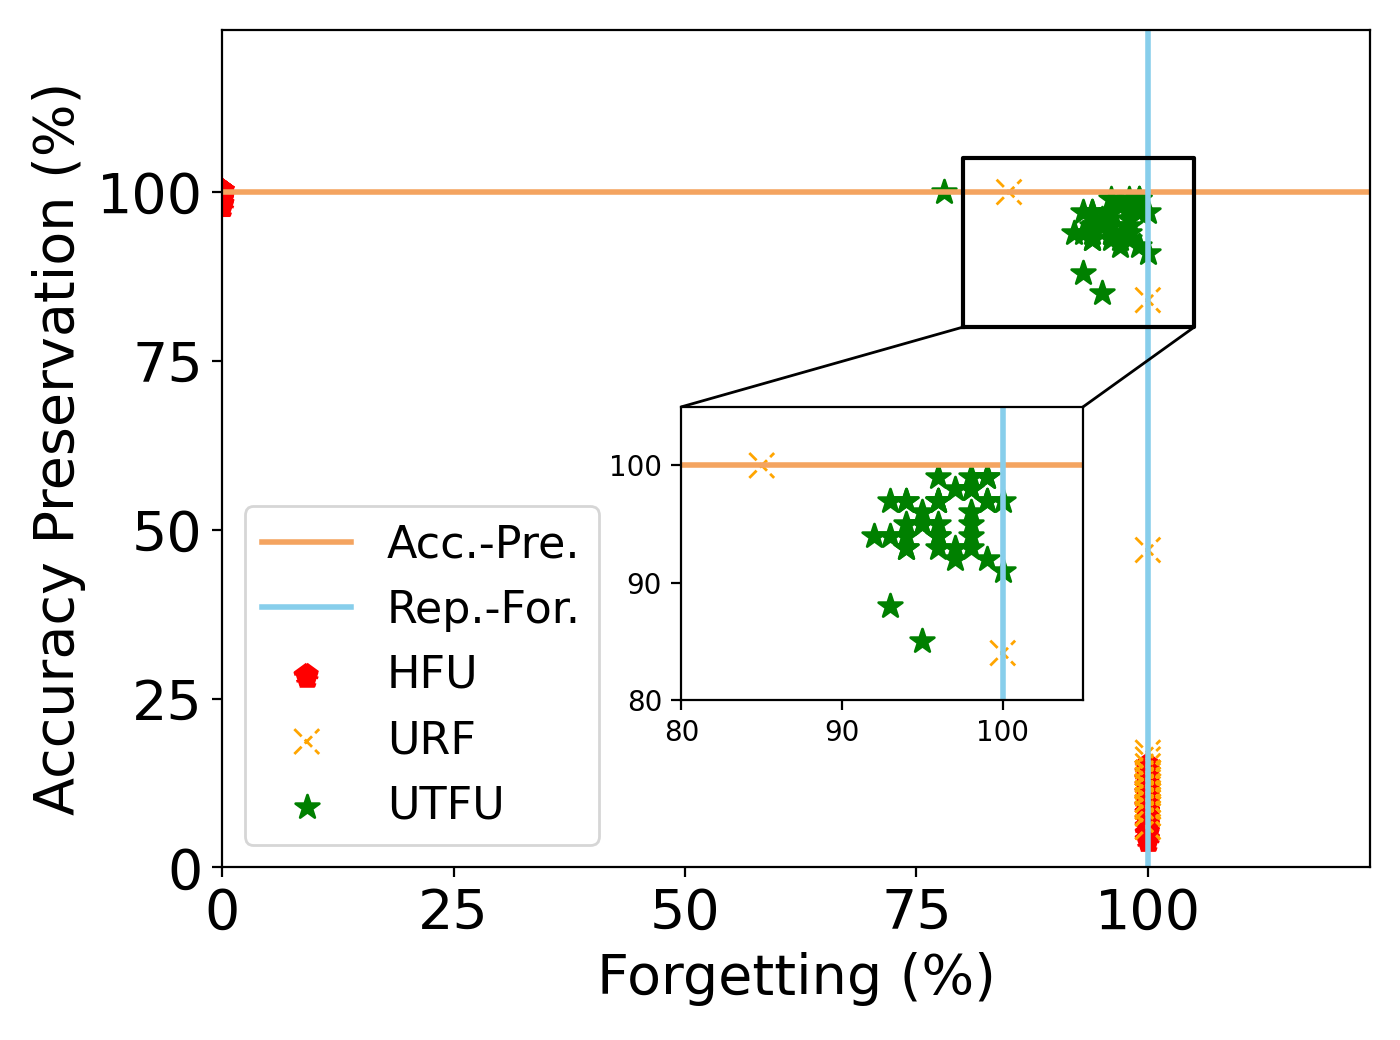 Accuracy Preservation (%)
100
75
50
25
0
Acc.-Pre.
Rep.-For.
HFU
URF
UTFU
100
90
80
80 90 100
0 25 50 75 100
Forgetting (%)